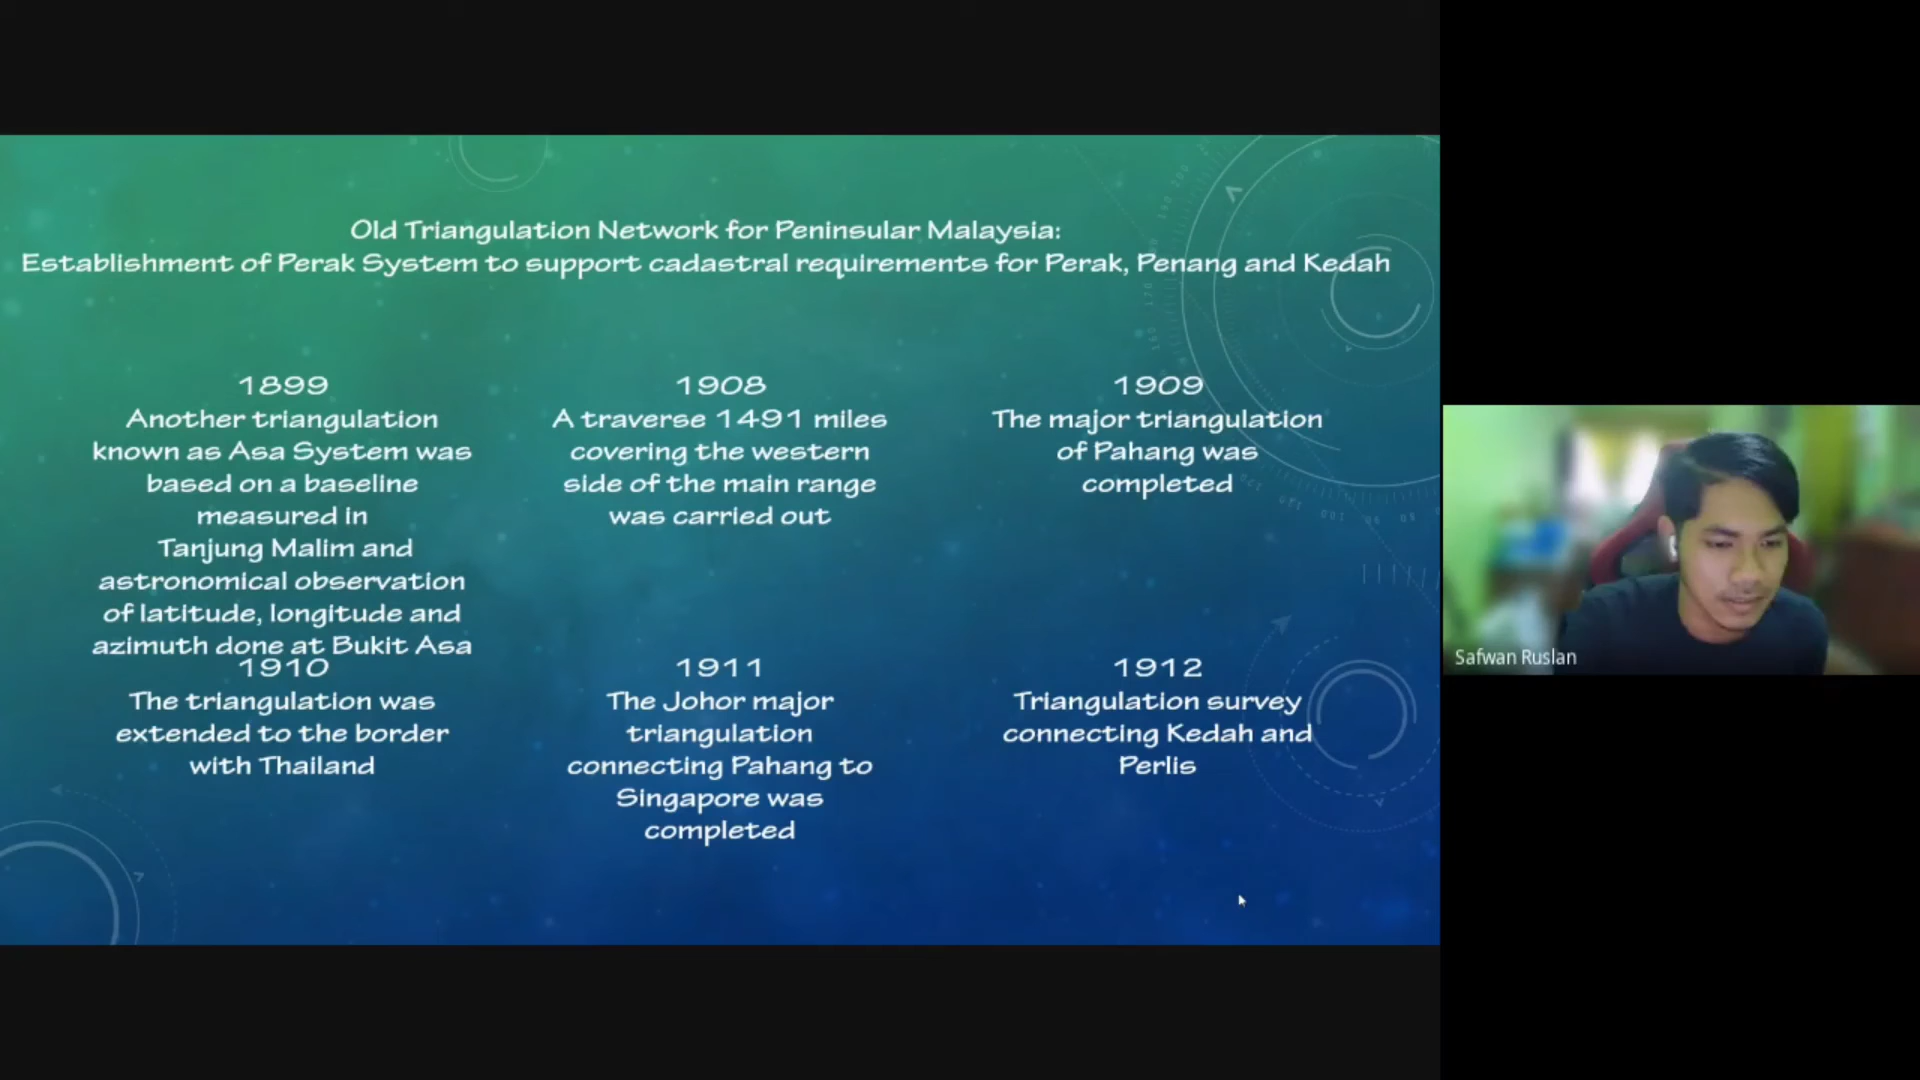 Old Triangulation Network for Peninsular Malaysia:
Establishment of Perak System to support cadastral requirements for Perak, Penang and Kedah
1899
Another triangulation
known as Asa System was
based on a baseline
measured in
Tanjung Malim and
astronomical observation
of latitude, longitude and
azimuth done at Bukit Asa
1908
A traverse 1491 miles
covering the western
side of the main range
was carried out
1909
The major triangulation
of Pahang was
completed
1910
The triangulation was
extended to the border
with Thailand
1911
The Johor major
triangulation
connecting Pahang to
Singapore was
completed
1912
Triangulation survey
connecting Kedah and
Perlis
Safwan Ruslan